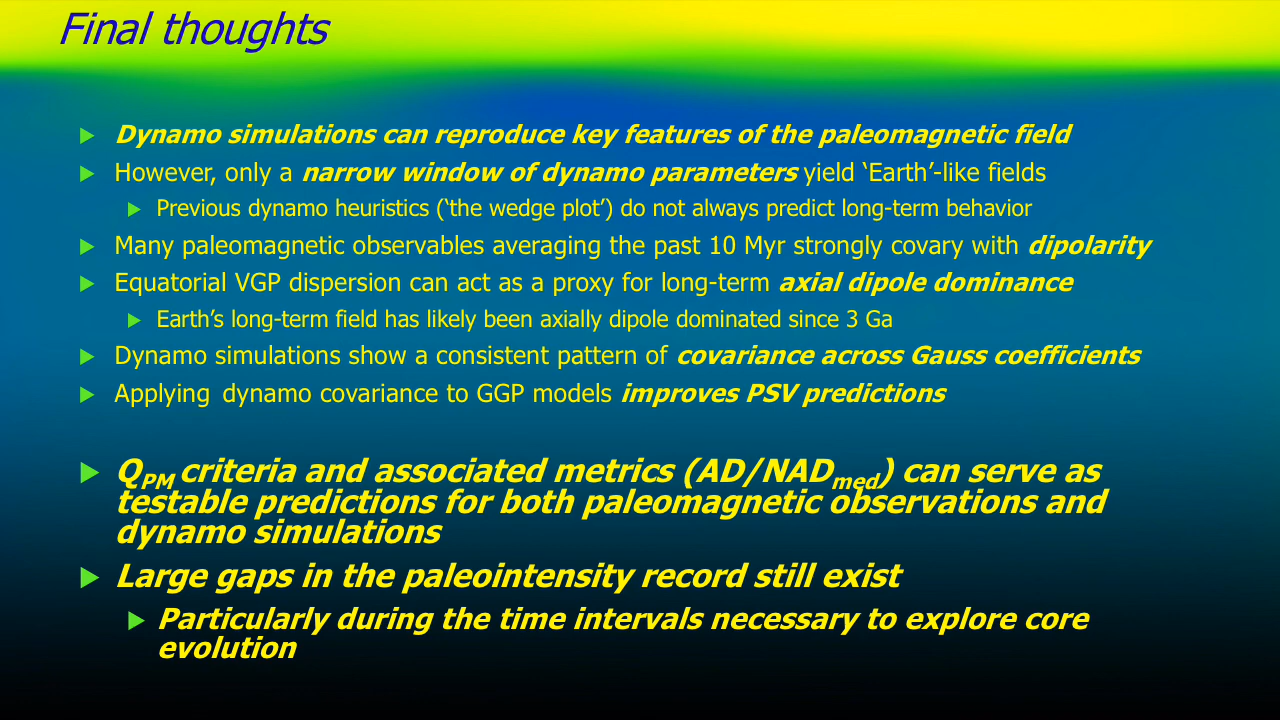 Final thoughts
Dynamo simulations can reproduce key features of the paleomagnetic field
However, only a narrow window of dynamo parameters yield ‘Earth’-like fields
Previous dynamo heuristics (‘the wedge plot’) do not always predict long-term behavior
Many paleomagnetic observables averaging the past 10 Myr strongly covary with dipolarity
Equatorial VGP dispersion can act as a proxy for long-term axial dipole dominance
Earth’s long-term field has likely been axially dipole dominated since 3 Ga
Dynamo simulations show a consistent pattern of covariance across Gauss coefficients
Applying dynamo covariance to GGP models improves PSV predictions
QPM criteria and associated metrics (AD/NADmed) can serve as
testable predictions for both paleomagnetic observations and
dynamo simulations
Large gaps in the paleointensity record still exist
Particularly during the time intervals necessary to explore core
evolution